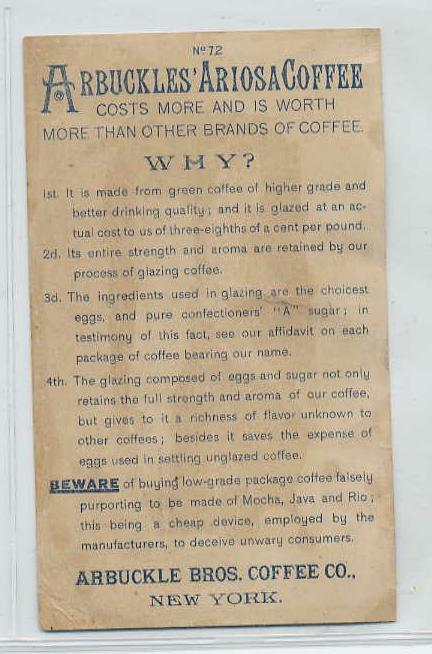 No 72
ARBUCKLES' ARIOSA COFFEE
COSTS MORE AND IS WORTH
MORE THAN OTHER BRANDS OF COFFEE.
WHY?
1st. It is made from green coffee of higher grade and
better drinking quality; and it is glazed at an ac-
tual cost to us of three-eighths of a cent per pound.
2d. Its entire strength and aroma are retained by our
process of glazing coffee.
3d. The ingredients used in glazing are the choicest
eggs, and pure confectioners' "A" sugar; in
testimony of this fact, see our affidavit on each
package of coffee bearing our name.
4th. The glazing composed of eggs and sugar not only
retains the full strength and aroma of our coffee,
but gives to it a richness of flavor unknown to
other coffees; besides it saves the expense of
eggs used in settling unglazed coffee.
BEWARE of buying low-grade package coffee falsely
purporting to be made of Mocha, Java and Rio;
this being a cheap device, employed by the
manufacturers, to deceive unwary consumers.
ARBUCKLE BROS. COFFEE CO.,
NEW YORK.